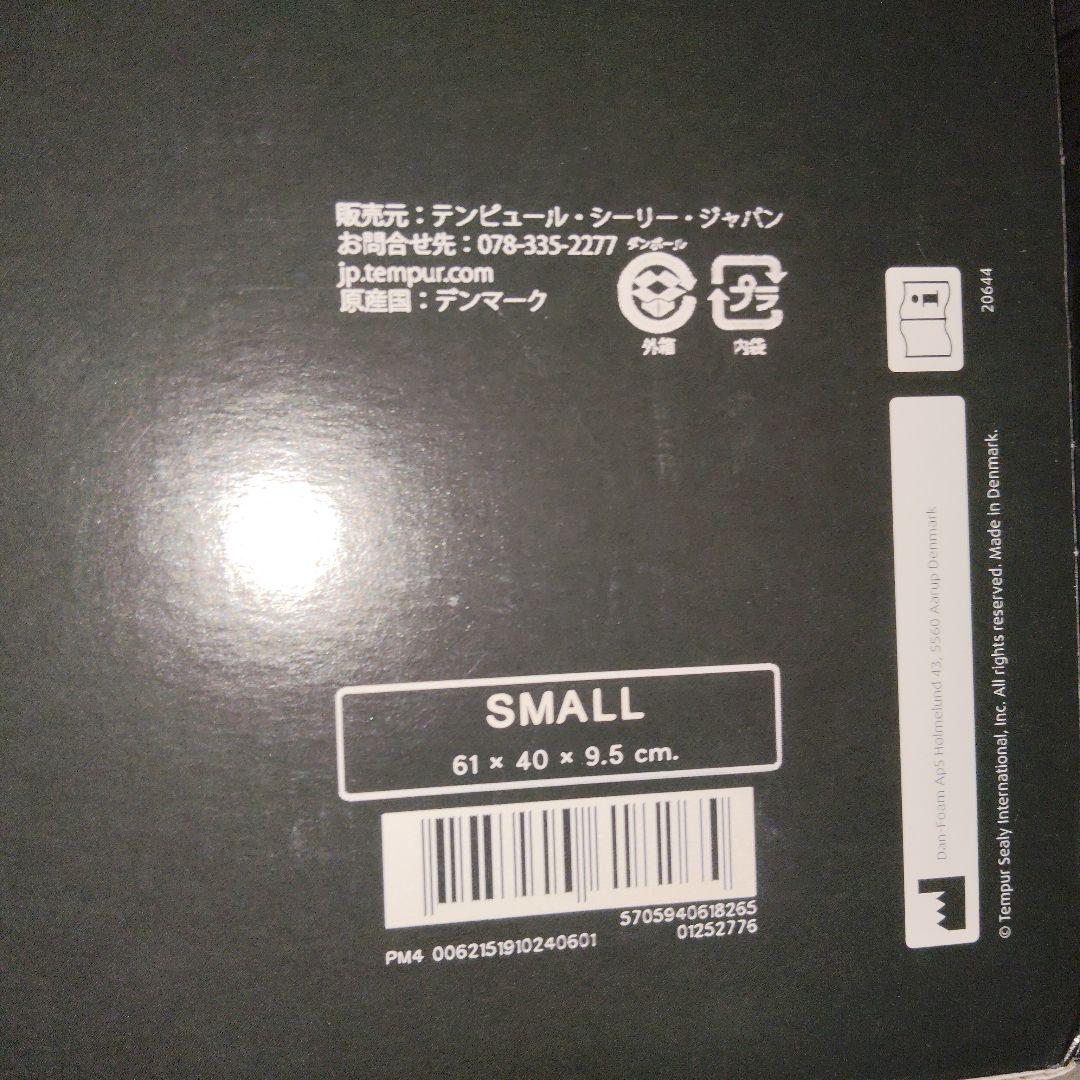 販売元：テンピュール・シーリー・ジャパン
お問合せ先：078-335-2277
jp.tempur.com
原産国：デンマーク
ダンボール
プラ
外箱
内袋
20644
SMALL
61 × 40 × 9.5 cm.
5705940618265
01252776
PM4 0062151910240601
Dan-Foam ApS Holmelund 43, 5560 Aarup Denmark
© Tempur Sealy International, Inc. All rights reserved. Made in Denmark.